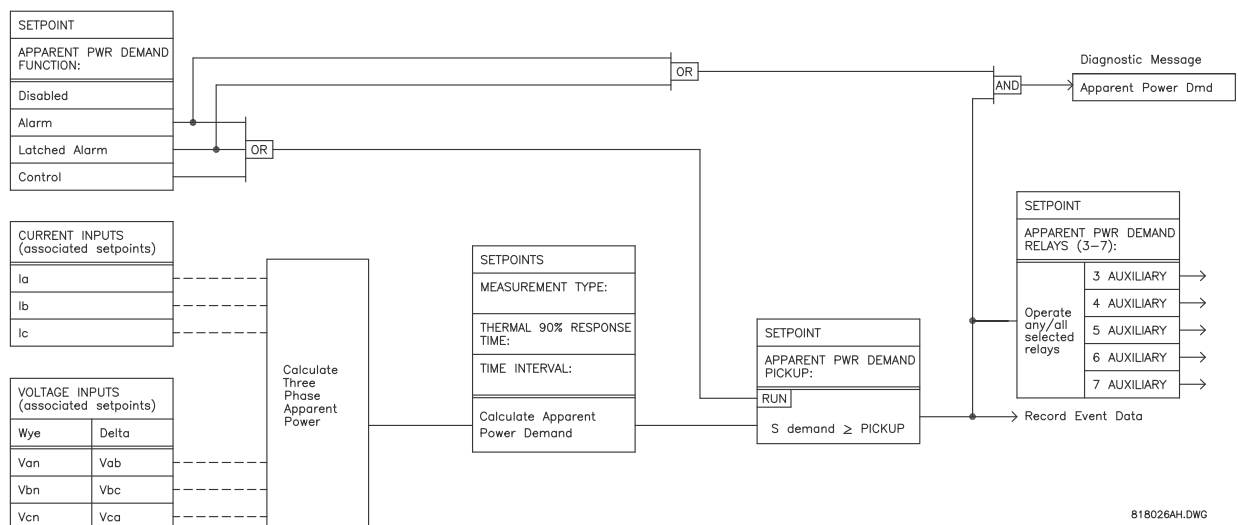 SETPOINT
APPARENT PWR DEMAND
FUNCTION:
Disabled
Alarm
Latched Alarm
Control
OR
OR
AND
Diagnostic Message
Apparent Power Dmd
CURRENT INPUTS
(associated setpoints)
Ia
Ib
Ic
VOLTAGE INPUTS
(associated setpoints)
Wye Delta
Van Vab
Vbn Vbc
Vcn Vca
Calculate
Three
Phase
Apparent
Power
SETPOINTS
MEASUREMENT TYPE:
THERMAL 90% RESPONSE
TIME:
TIME INTERVAL:
Calculate Apparent
Power Demand
SETPOINT
APPARENT PWR DEMAND
PICKUP:
RUN
S demand ≥ PICKUP
SETPOINT
APPARENT PWR DEMAND
RELAYS (3-7):
Operate
any/all
selected
relays
3 AUXILIARY
4 AUXILIARY
5 AUXILIARY
6 AUXILIARY
7 AUXILIARY
Record Event Data
818026AH.DWG